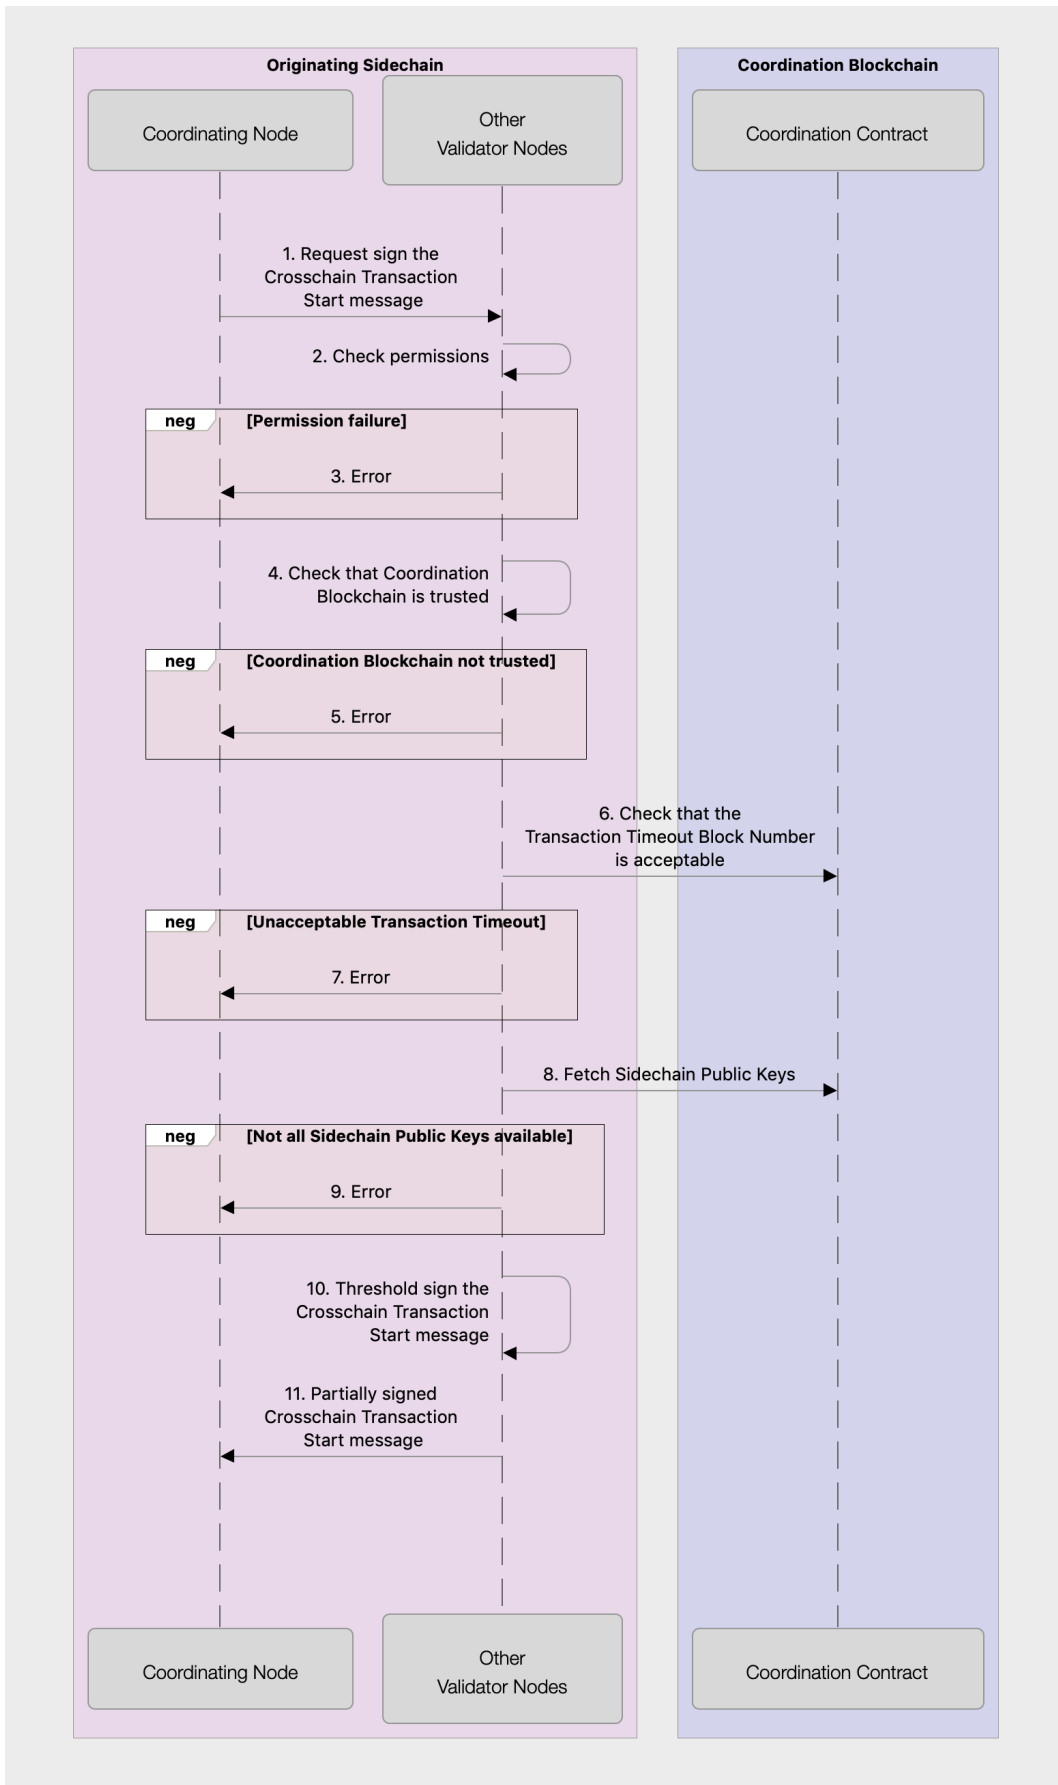 Originating Sidechain
Coordination Blockchain
Coordinating Node
Other
Validator Nodes
Coordination Contract
1. Request sign the
Crosschain Transaction
Start message
2. Check permissions
neg
[Permission failure]
3. Error
4. Check that Coordination
Blockchain is trusted
neg
[Coordination Blockchain not trusted]
5. Error
6. Check that the
Transaction Timeout Block Number
is acceptable
neg
[Unacceptable Transaction Timeout]
7. Error
8. Fetch Sidechain Public Keys
neg
[Not all Sidechain Public Keys available]
9. Error
10. Threshold sign the
Crosschain Transaction
Start message
11. Partially signed
Crosschain Transaction
Start message
Coordinating Node
Other
Validator Nodes
Coordination Contract